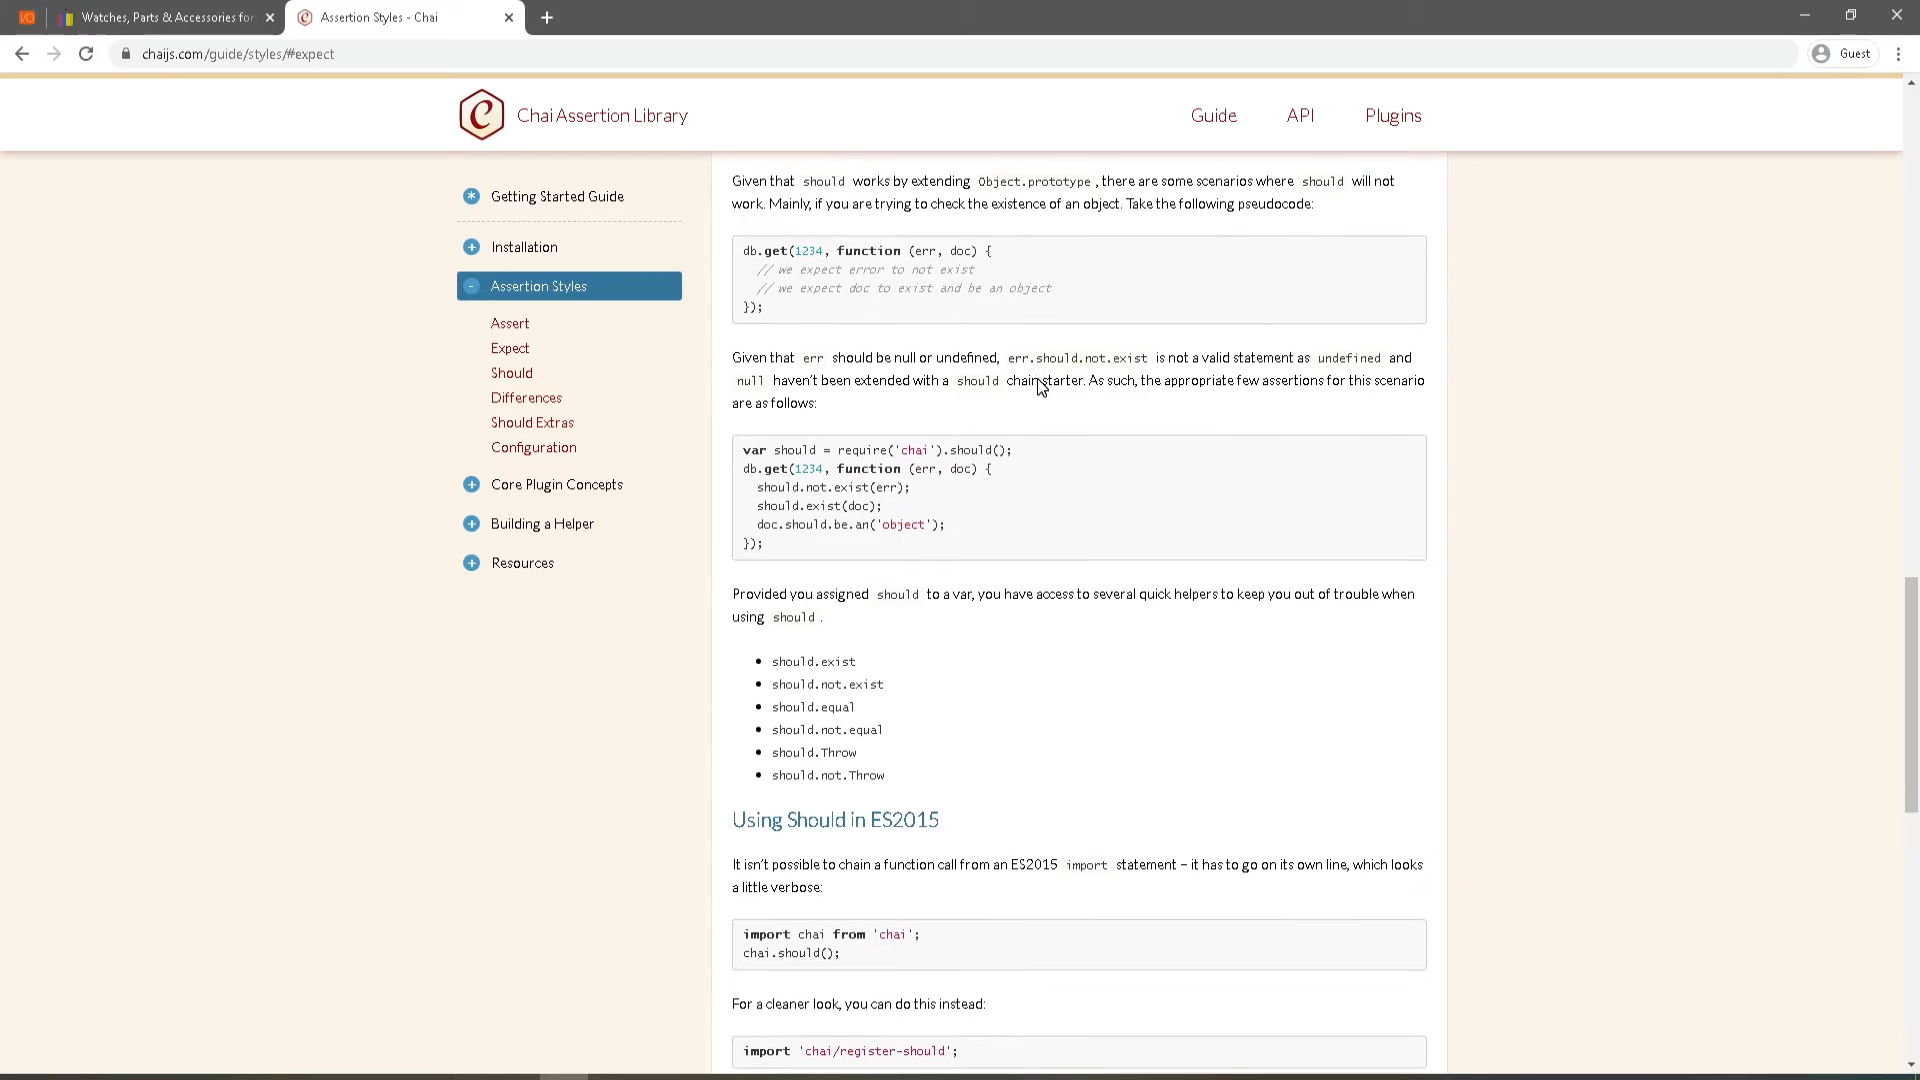 Watches, Parts & Accessories for
Assertion Styles - Chai
chaijs.com/guide/styles/#expect
Guest
Chai Assertion Library
Guide
API
Plugins
Getting Started Guide
Installation
Assertion Styles
Assert
Expect
Should
Differences
Should Extras
Configuration
Core Plugin Concepts
Building a Helper
Resources
Given that should works by extending Object.prototype , there are some scenarios where should will not
work. Mainly, if you are trying to check the existence of an object. Take the following pseudocode:
db.get(1234, function (err, doc) {
// we expect error to not exist
// we expect doc to exist and be an object
});
Given that err should be null or undefined, err.should.not.exist is not a valid statement as undefined and
null haven't been extended with a should chain starter. As such, the appropriate few assertions for this scenario
are as follows:
var should = require('chai').should();
db.get(1234, function (err, doc) {
should.not.exist(err);
should.exist(doc);
doc.should.be.an('object');
});
Provided you assigned should to a var, you have access to several quick helpers to keep you out of trouble when
using should .
should.exist
should.not.exist
should.equal
should.not.equal
should.Throw
should.not.Throw
Using Should in ES2015
It isn't possible to chain a function call from an ES2015 import statement – it has to go on its own line, which looks
a little verbose:
import chai from 'chai';
chai.should();
For a cleaner look, you can do this instead:
import 'chai/register-should';